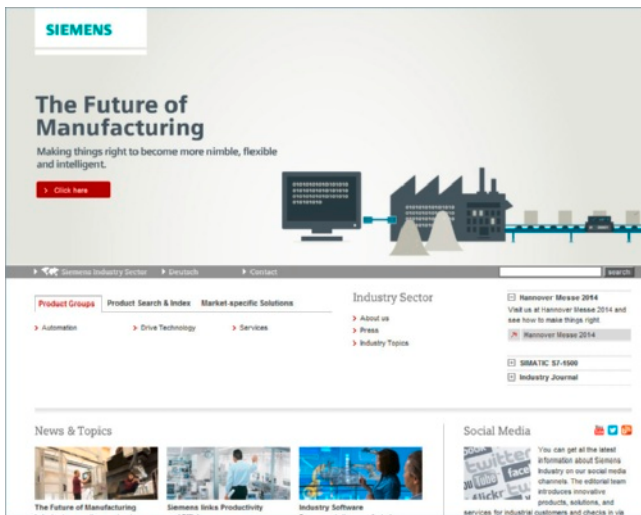 SIEMENS
The Future of
Manufacturing
Making things right to become more nimble, flexible
and intelligent.
Click here
Siemens Industry Sector Deutsch Contact search
Product Groups Product Search & Index Market-specific Solutions
Automation Drive Technology Services
Industry Sector
About us
Press
Industry Topics
Hannover Messe 2014
Visit us at Hannover Messe 2014 and
see how to make things right
Hannover Messe 2014
SIMATIC S7-1500
Industry Journal
News & Topics
The Future of Manufacturing
Siemens links Productivity
Industry Software
Social Media
twitter
You can get all the latest
information about Siemens
Industry on our social media
channels. The editorial team
introduces innovative
products, solutions, and
services for industrial customers and checks in via